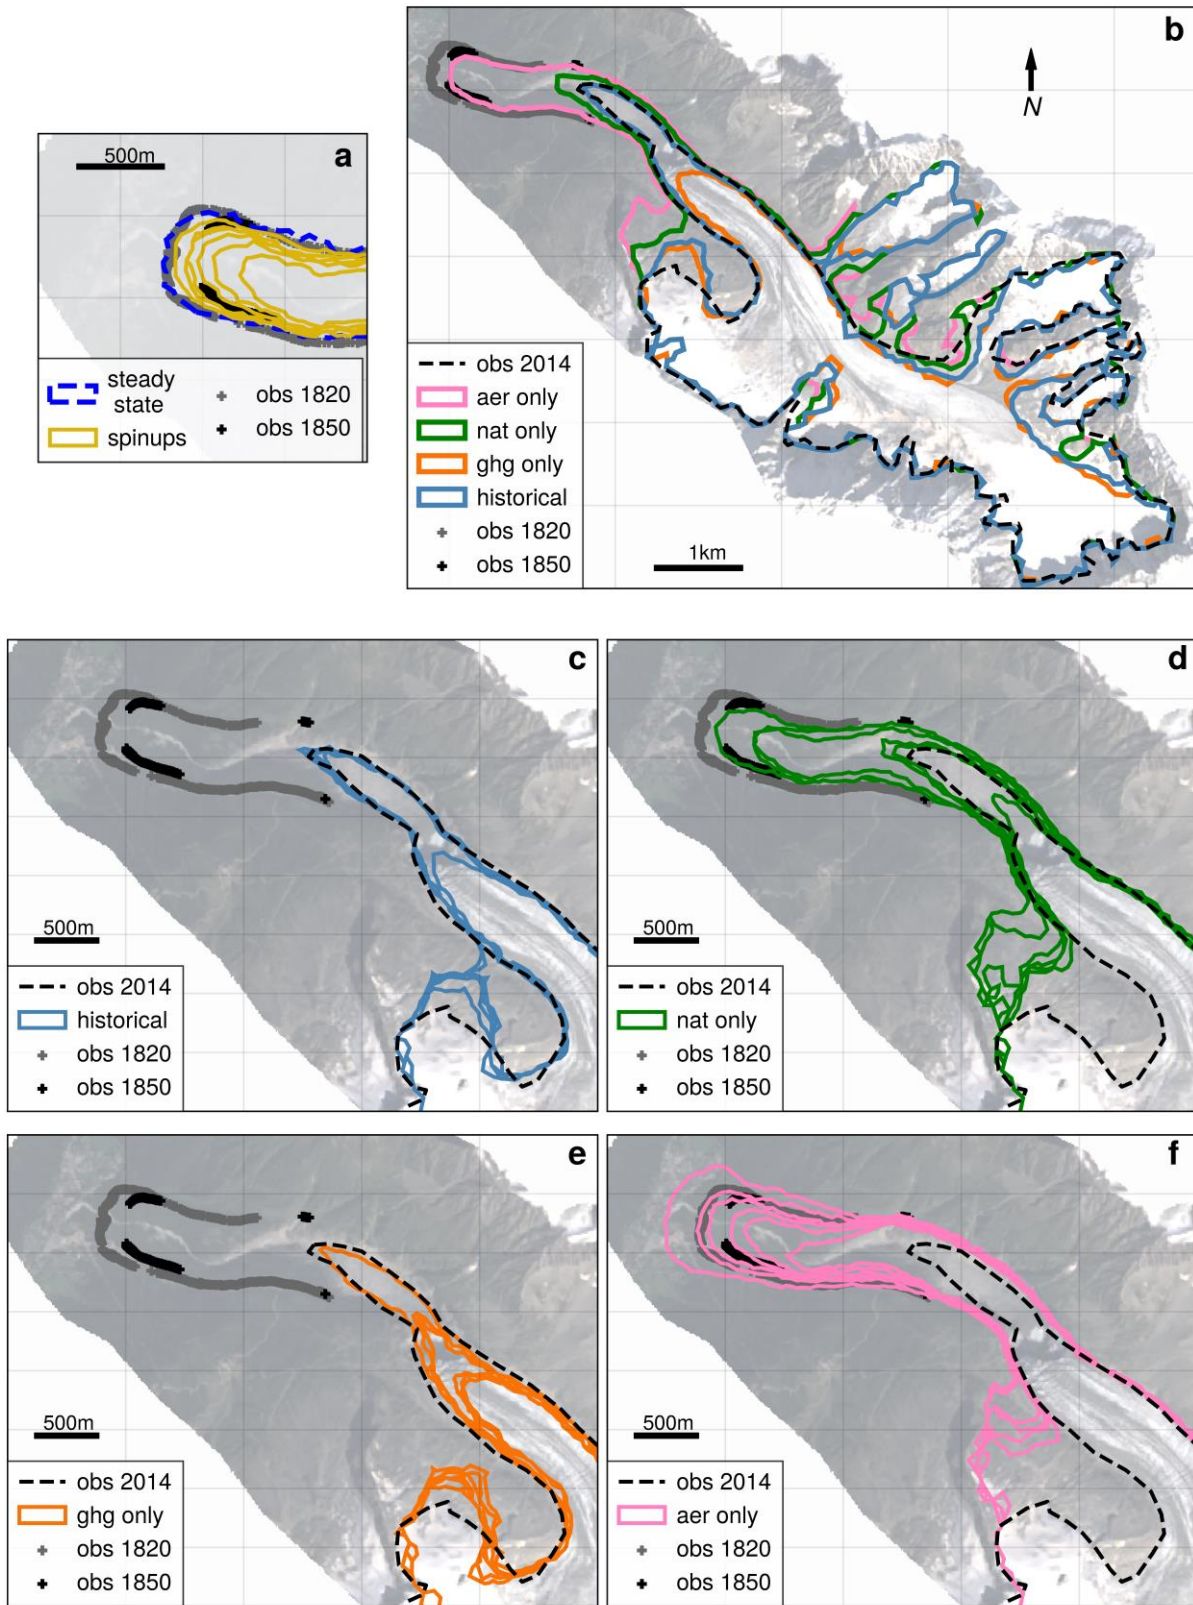 a
500m
steady
state
spinups
obs 1820
obs 1850
b
N
obs 2014
aer only
nat only
ghg only
historical
obs 1820
obs 1850
1km
c
500m
obs 2014
historical
obs 1820
obs 1850
d
500m
obs 2014
nat only
obs 1820
obs 1850
e
500m
obs 2014
ghg only
obs 1820
obs 1850
f
500m
obs 2014
aer only
obs 1820
obs 1850